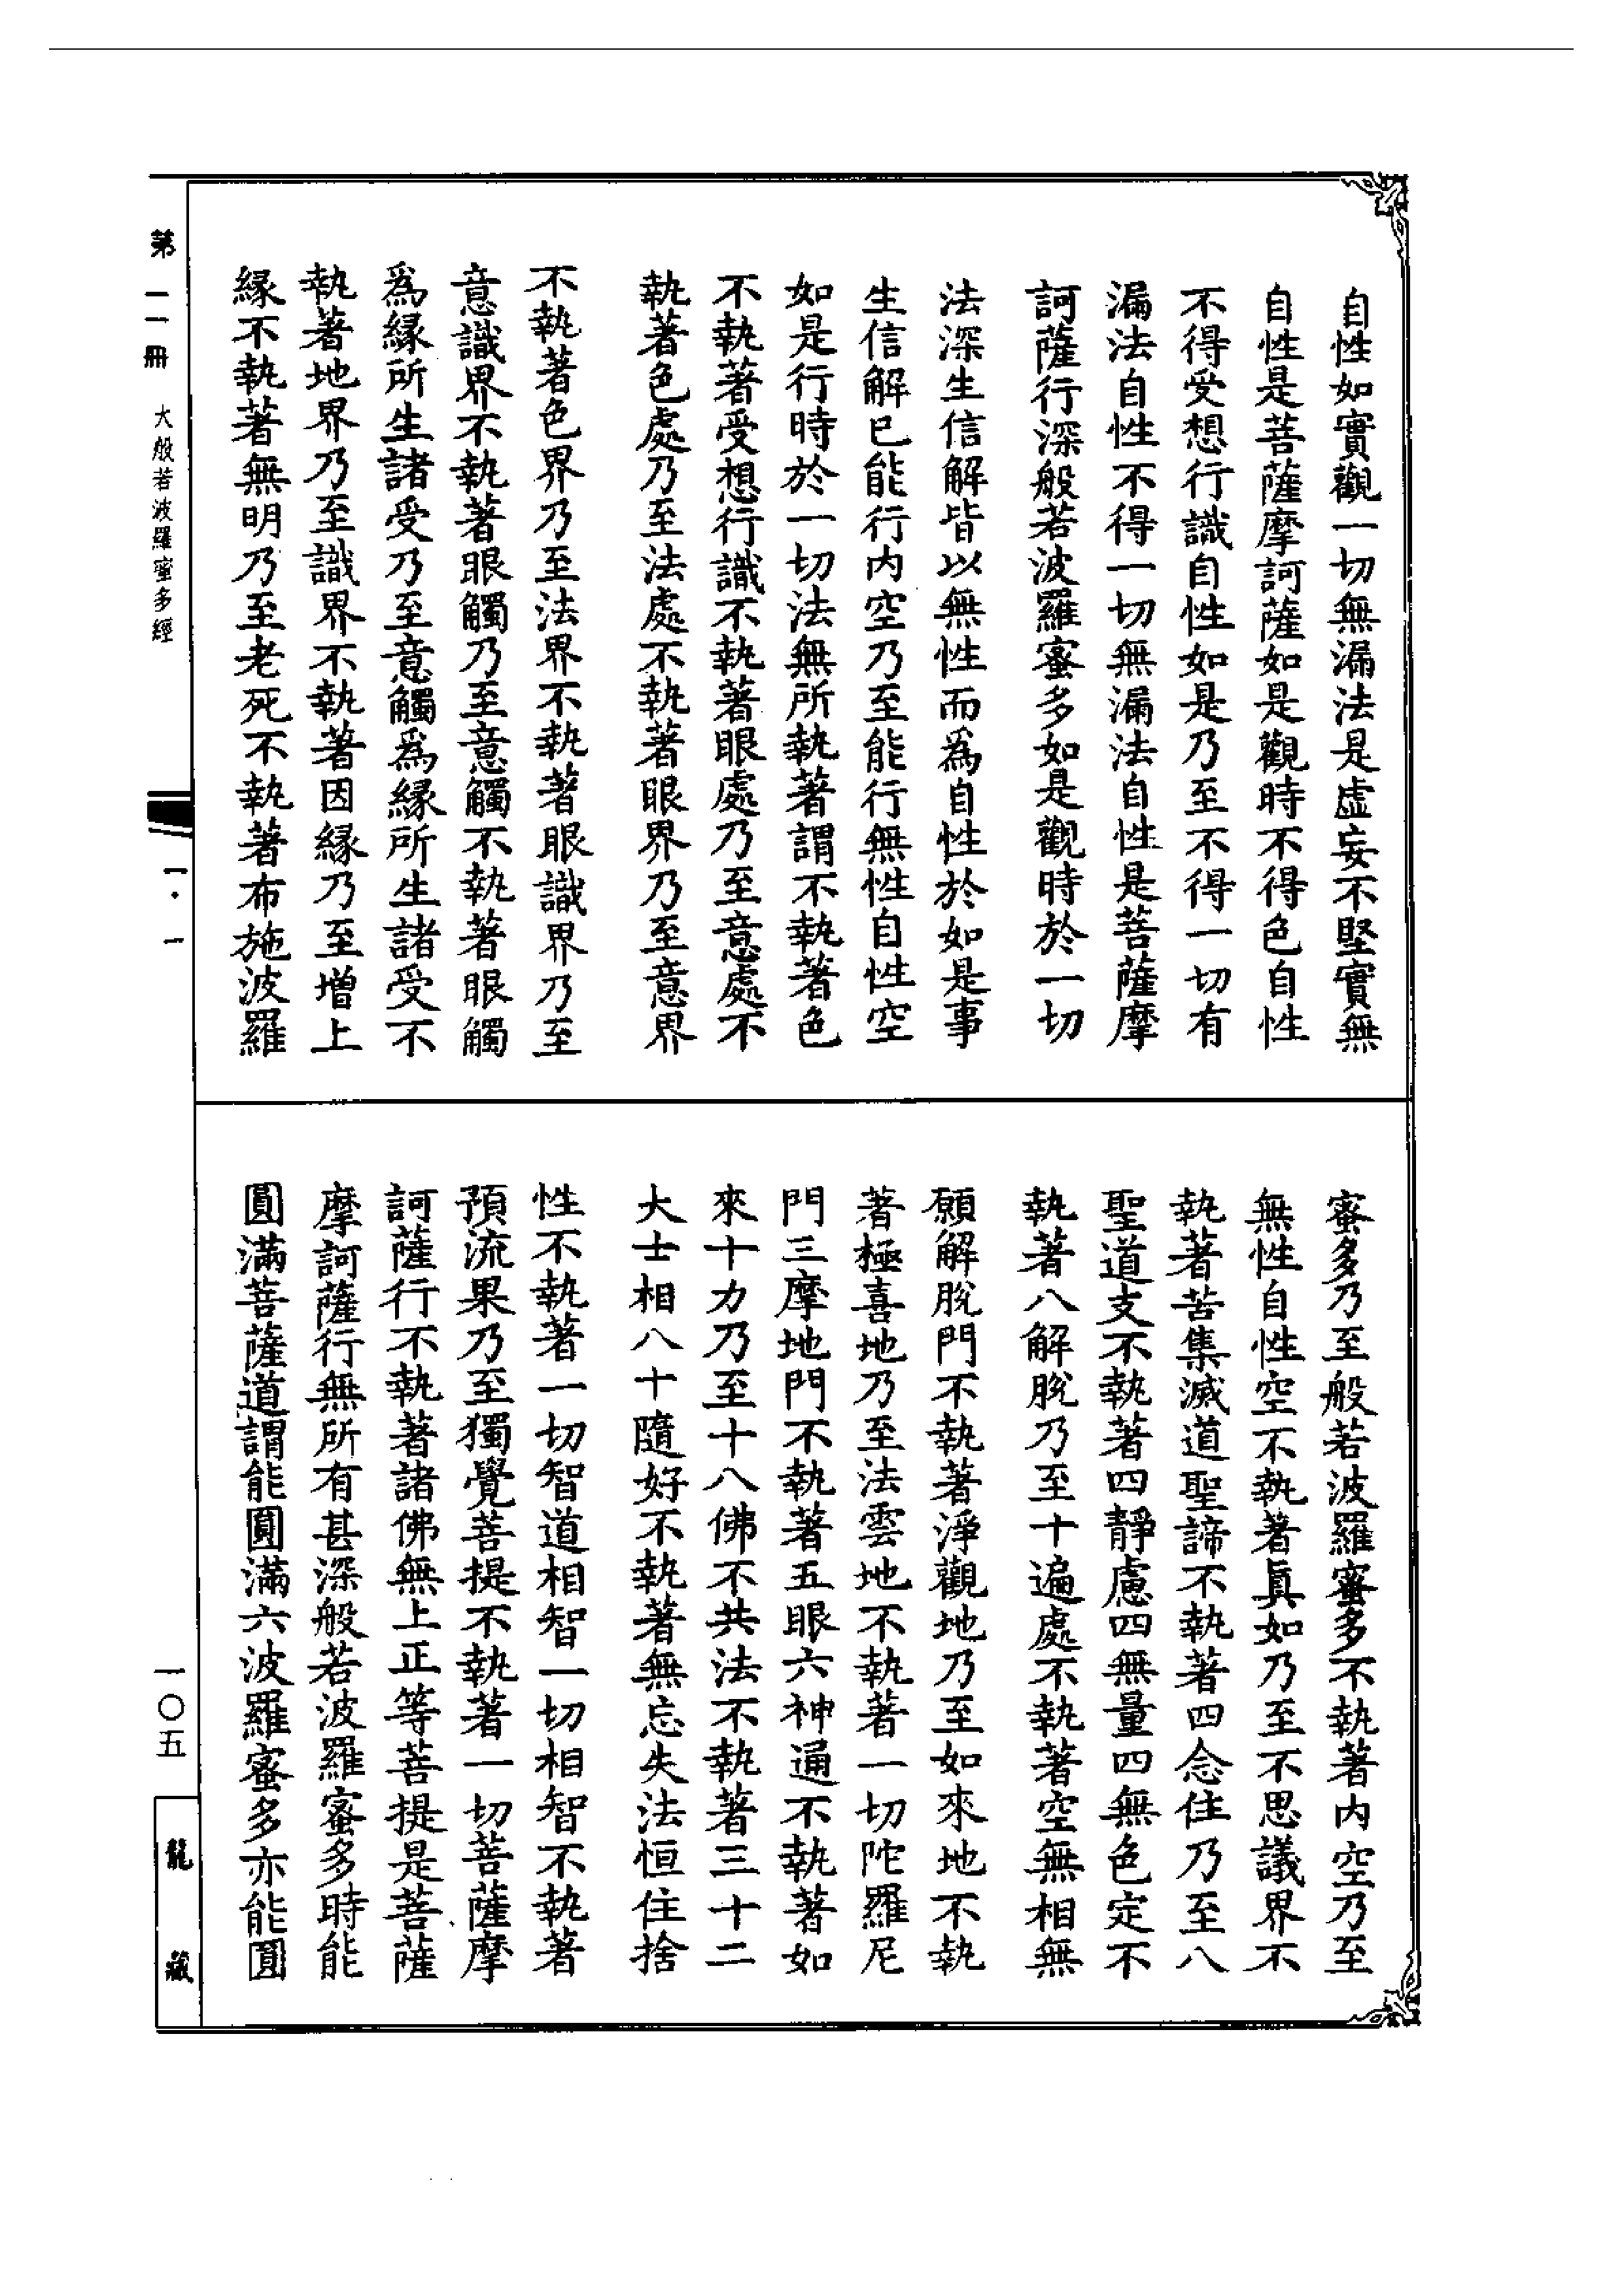 自性如實觀一切無漏法是虛妄不堅實無
自性是菩薩摩訶薩如是觀時不得色自性
不得受想行識自性如是乃至不得一切有
漏法自性不得一切無漏法自性是菩薩摩
訶薩行深般若波羅蜜多如是觀時於一切
法深生信解皆以無性而為自性於如是事
生信解已能行內空乃至能行無性自性空
如是行時於一切法無所執著謂不執著色
不執著受想行識不執著眼處乃至意處不
執著色處乃至法處不執著眼界乃至意界
不執著色界乃至法界不執著眼識界乃至
意識界不執著眼觸乃至意觸不執著眼觸
為緣所生諸受乃至意觸為緣所生諸受不
執著地界乃至識界不執著因緣乃至增上
緣不執著無明乃至老死不執著布施波羅
蜜多乃至般若波羅蜜多不執著內空乃至
無性自性空不執著真如乃至不思議界不
執著苦集滅道聖諦不執著四念住乃至八
聖道支不執著四靜慮四無量四無色定不
執著八解脫乃至十遍處不執著空無相無
願解脫門不執著淨觀地乃至如來地不執
著極喜地乃至法雲地不執著一切陀羅尼
門三摩地門不執著五眼六神通不執著如
來十力乃至十八佛不共法不執著三十二
大士相八十隨好不執著無忘失法恒住捨
性不執著一切智道相智一切相智不執著
預流果乃至獨覺菩提不執著一切菩薩摩
訶薩行不執著諸佛無上正等菩提是菩薩
摩訶薩行無所有甚深般若波羅蜜多時能
圓滿菩薩道謂能圓滿六波羅蜜多亦能圓
第一一冊 大般若波羅蜜多經
一·一
一〇五
龍藏